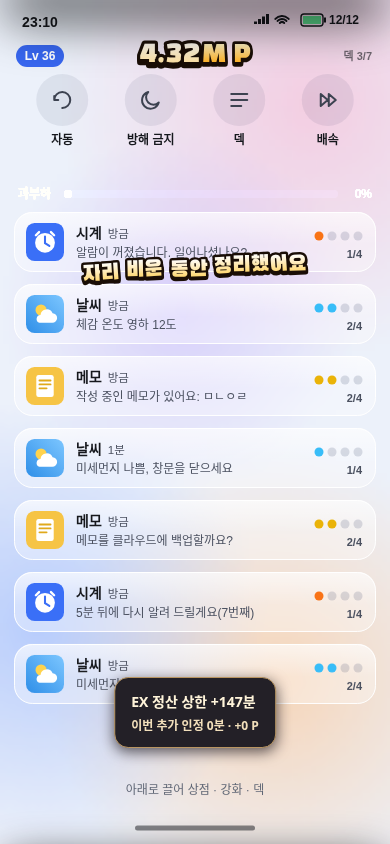 23:10
12/12
Lv 36
4.32M P
덱 3/7
자동
방해 금지
덱
배속
과부하
0%
시계 방금
알람이 꺼졌습니다. 일어나셨나요?
1/4
자리 비운 동안 정리했어요
날씨 방금
체감 온도 영하 12도
2/4
메모 방금
작성 중인 메모가 있어요: ㅁㄴㅇㄹ
2/4
날씨 1분
미세먼지 나쁨, 창문을 닫으세요
1/4
메모 방금
메모를 클라우드에 백업할까요?
2/4
시계 방금
5분 뒤에 다시 알려 드릴게요(7번째)
1/4
날씨 방금
미세먼지
2/4
EX 정산 상한 +147분
이번 추가 인정 0분 · +0 P
아래로 끌어 상점 · 강화 · 덱